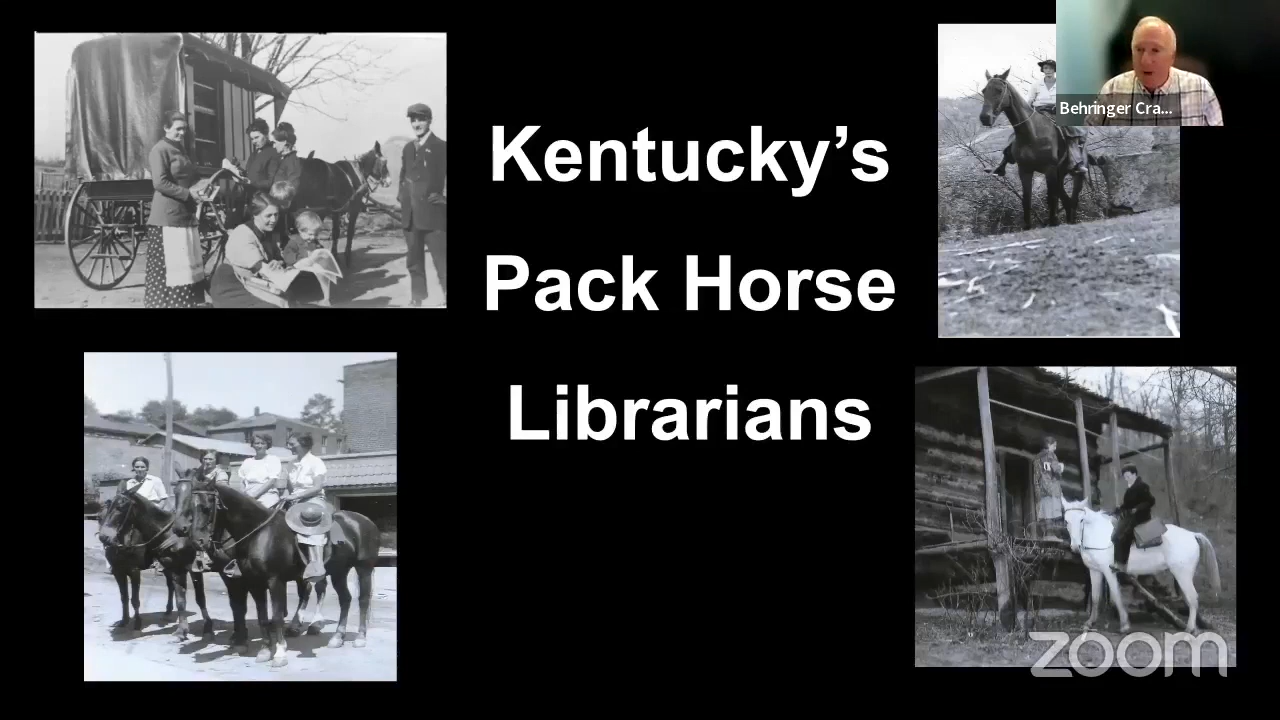 Kentucky’s
Pack Horse
Librarians
Behringer Cra...
zoom